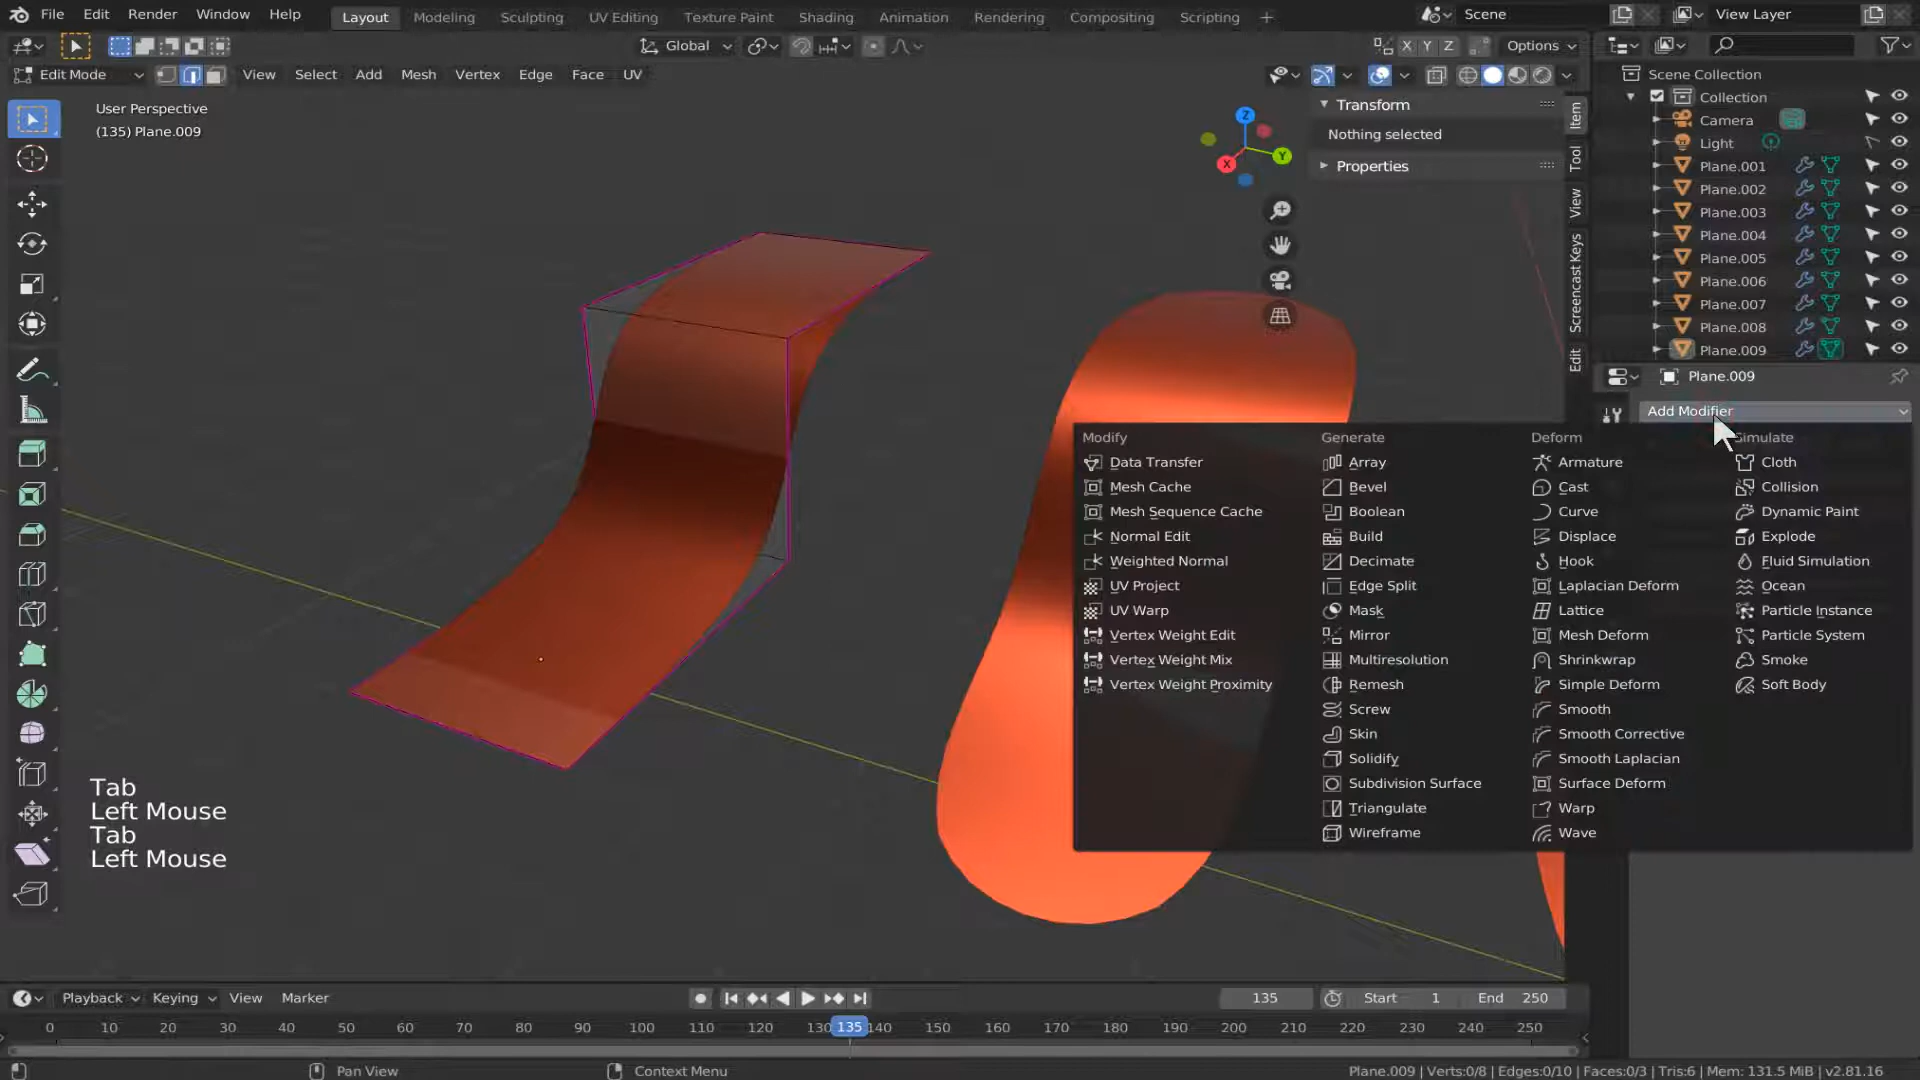 File Edit Render Window Help Layout Modeling Sculpting UV Editing Texture Paint Shading Animation Rendering Compositing Scripting Scene View Layer
Global X Y Z Options
Edit Mode View Select Add Mesh Vertex Edge Face UV
User Perspective
(135) Plane.009
Z
Y
X
Transform
Nothing selected
Properties
Item
Tool
View
Screencast Keys
Edit
Scene Collection
Collection
Camera
Light
Plane.001
Plane.002
Plane.003
Plane.004
Plane.005
Plane.006
Plane.007
Plane.008
Plane.009
Plane.009
Add Modifier
Modify
Data Transfer
Mesh Cache
Mesh Sequence Cache
Normal Edit
Weighted Normal
UV Project
UV Warp
Vertex Weight Edit
Vertex Weight Mix
Vertex Weight Proximity
Generate
Array
Bevel
Boolean
Build
Decimate
Edge Split
Mask
Mirror
Multiresolution
Remesh
Screw
Skin
Solidify
Subdivision Surface
Triangulate
Wireframe
Deform
Armature
Cast
Curve
Displace
Hook
Laplacian Deform
Lattice
Mesh Deform
Shrinkwrap
Simple Deform
Smooth
Smooth Corrective
Smooth Laplacian
Surface Deform
Warp
Wave
Simulate
Cloth
Collision
Dynamic Paint
Explode
Fluid Simulation
Ocean
Particle Instance
Particle System
Smoke
Soft Body
Tab
Left Mouse
Tab
Left Mouse
Playback Keying View Marker 135 Start 1 End 250
0 10 20 30 40 50 60 70 80 90 100 110 120 130 135 140 150 160 170 180 190 200 210 220 230 240 250
Pan View Context Menu Plane.009 | Verts:0/8 | Edges:0/10 | Faces:0/3 | Tris:6 | Mem: 131.5 MiB | v2.81.16